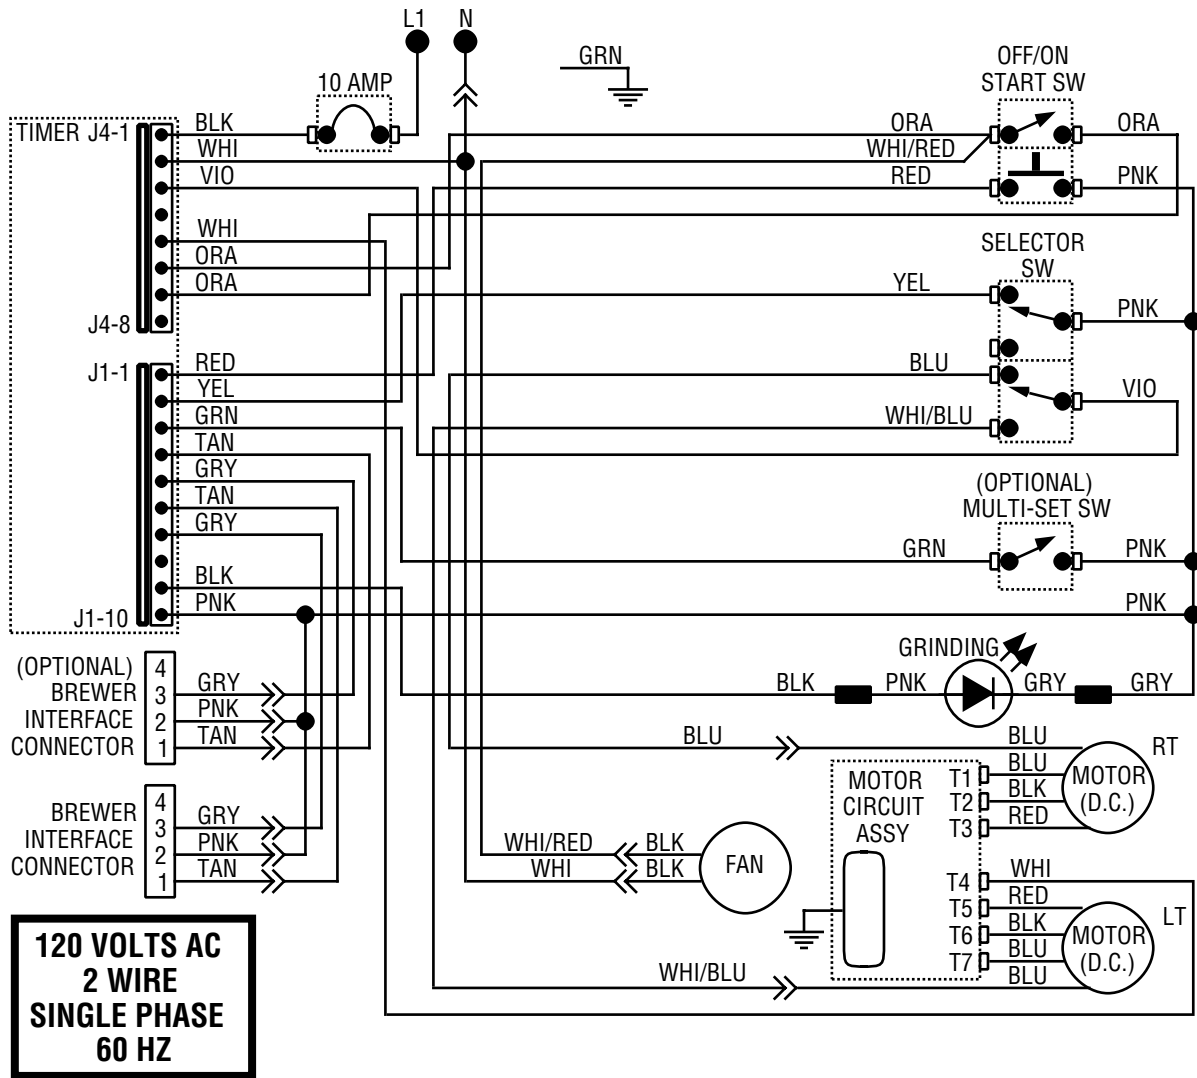 L1 N
10 AMP
GRN
OFF/ON
START SW
TIMER J4-1
BLK
WHI
VIO
WHI
ORA
ORA
J4-8
ORA
WHI/RED
RED
ORA
PNK
SELECTOR
SW
YEL
PNK
BLU
VIO
WHI/BLU
J1-1
RED
YEL
GRN
TAN
GRY
TAN
GRY
BLK
PNK
J1-10
(OPTIONAL)
MULTI-SET SW
GRN
PNK
PNK
GRINDING
BLK PNK GRY GRY
(OPTIONAL)
BREWER
INTERFACE
CONNECTOR
4
3 GRY
2 PNK
1 TAN
BREWER
INTERFACE
CONNECTOR
4
3 GRY
2 PNK
1 TAN
BLU
BLU
RT
MOTOR
CIRCUIT
ASSY
T1 BLU
T2 BLK
T3 RED
MOTOR
(D.C.)
WHI/RED BLK
WHI BLK
FAN
T4 WHI
T5 RED
T6 BLK
T7 BLU
BLU
LT
MOTOR
(D.C.)
WHI/BLU
120 VOLTS AC
2 WIRE
SINGLE PHASE
60 HZ